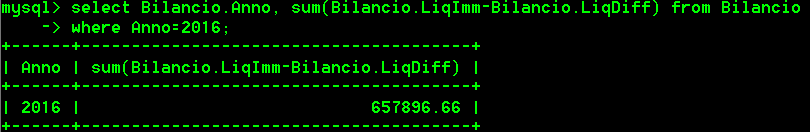 mysql> select Bilancio.Anno, sum(Bilancio.LiqImm-Bilancio.LiqDiff) from Bilancio
    -> where Anno=2016;
+------+---------------------------------------+
| Anno | sum(Bilancio.LiqImm-Bilancio.LiqDiff) |
+------+---------------------------------------+
| 2016 |                             657896.66 |
+------+---------------------------------------+